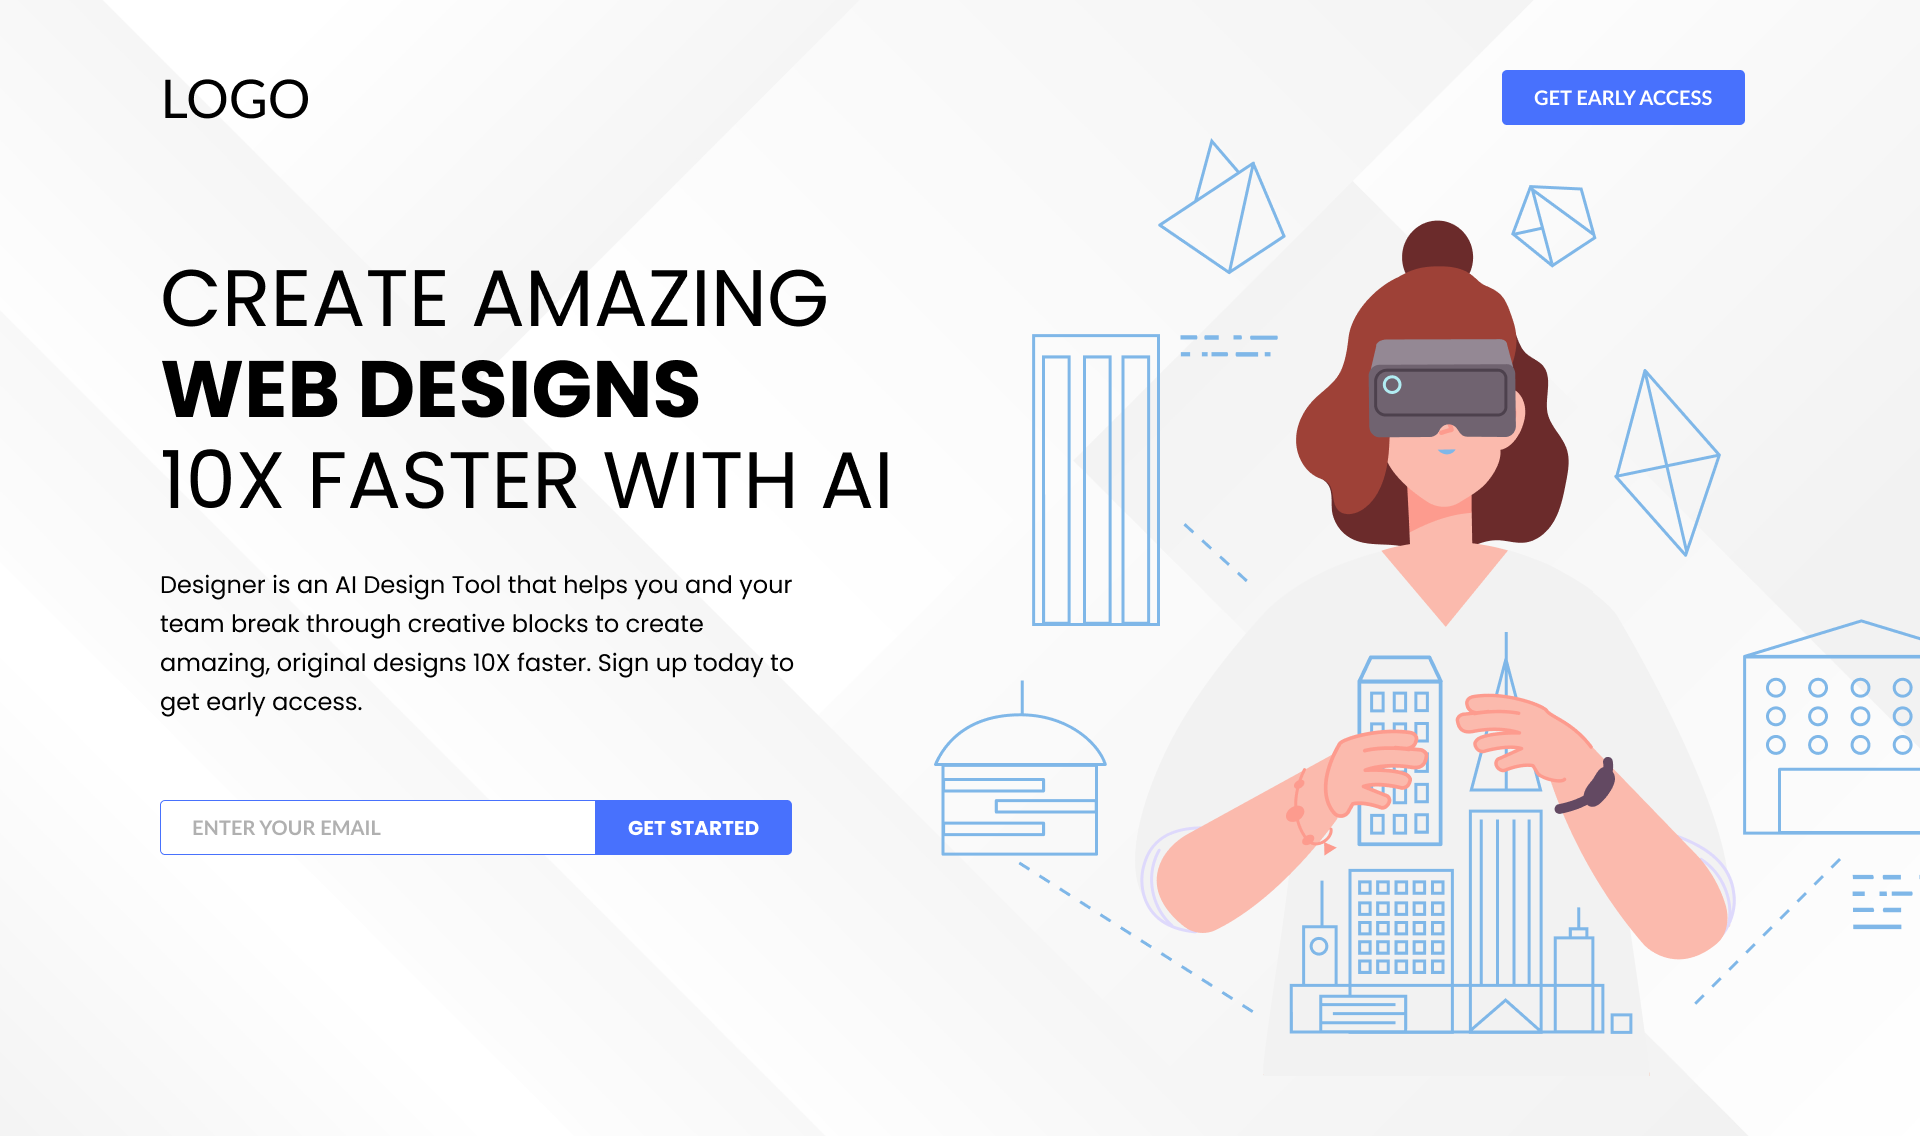 LOGO
GET EARLY ACCESS
CREATE AMAZING
WEB DESIGNS
10X FASTER WITH AI
Designer is an AI Design Tool that helps you and your
team break through creative blocks to create
amazing, original designs 10X faster. Sign up today to
get early access.
ENTER YOUR EMAIL
GET STARTED